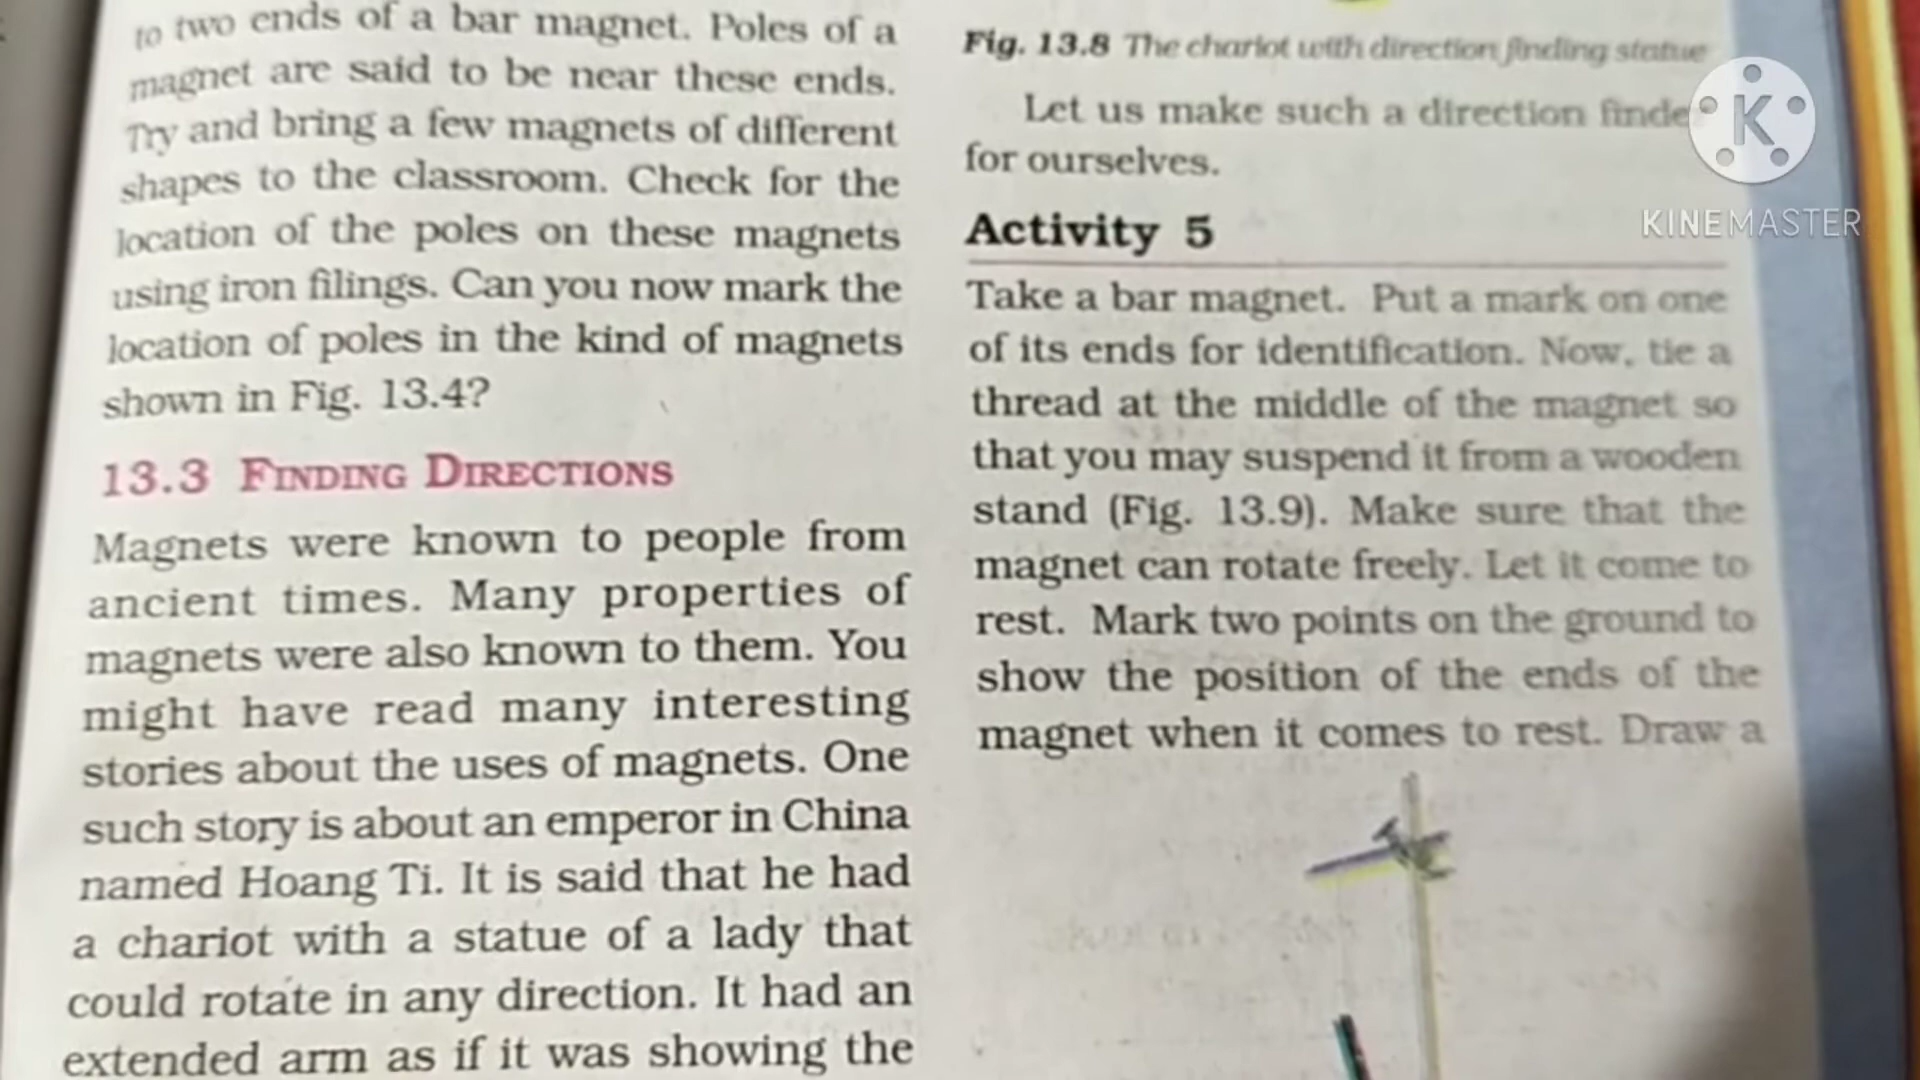 to two ends of a bar magnet. Poles of a
magnet are said to be near these ends.
Try and bring a few magnets of different
shapes to the classroom. Check for the
location of the poles on these magnets
using iron filings. Can you now mark the
location of poles in the kind of magnets
shown in Fig. 13.4?
13.3 FINDING DIRECTIONS
Magnets were known to people from
ancient times. Many properties of
magnets were also known to them. You
might have read many interesting
stories about the uses of magnets. One
such story is about an emperor in China
named Hoang Ti. It is said that he had
a chariot with a statue of a lady that
could rotate in any direction. It had an
extended arm as if it was showing the
Fig. 13.8 The chariot with direction finding statue
Let us make such a direction finde
for ourselves.
Activity 5
Take a bar magnet. Put a mark on one
of its ends for identification. Now, tie a
thread at the middle of the magnet so
that you may suspend it from a wooden
stand (Fig. 13.9). Make sure that the
magnet can rotate freely. Let it come to
rest. Mark two points on the ground to
show the position of the ends of the
magnet when it comes to rest. Draw a
K
KINEMASTER